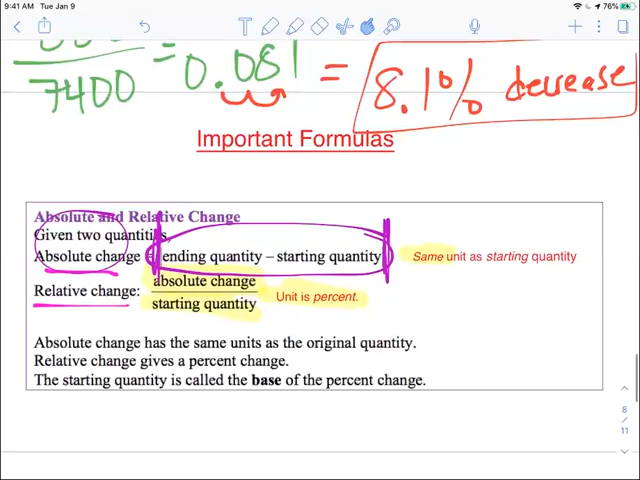 9:41 AM Tue Jan 9
76%
7400
= 0.081 = 8.1% decrease
Important Formulas
Absolute and Relative Change
Given two quantities,
Absolute change = ending quantity – starting quantity
Same unit as starting quantity
Relative change: absolute change
starting quantity
Unit is percent.
Absolute change has the same units as the original quantity.
Relative change gives a percent change.
The starting quantity is called the base of the percent change.
8
/
11